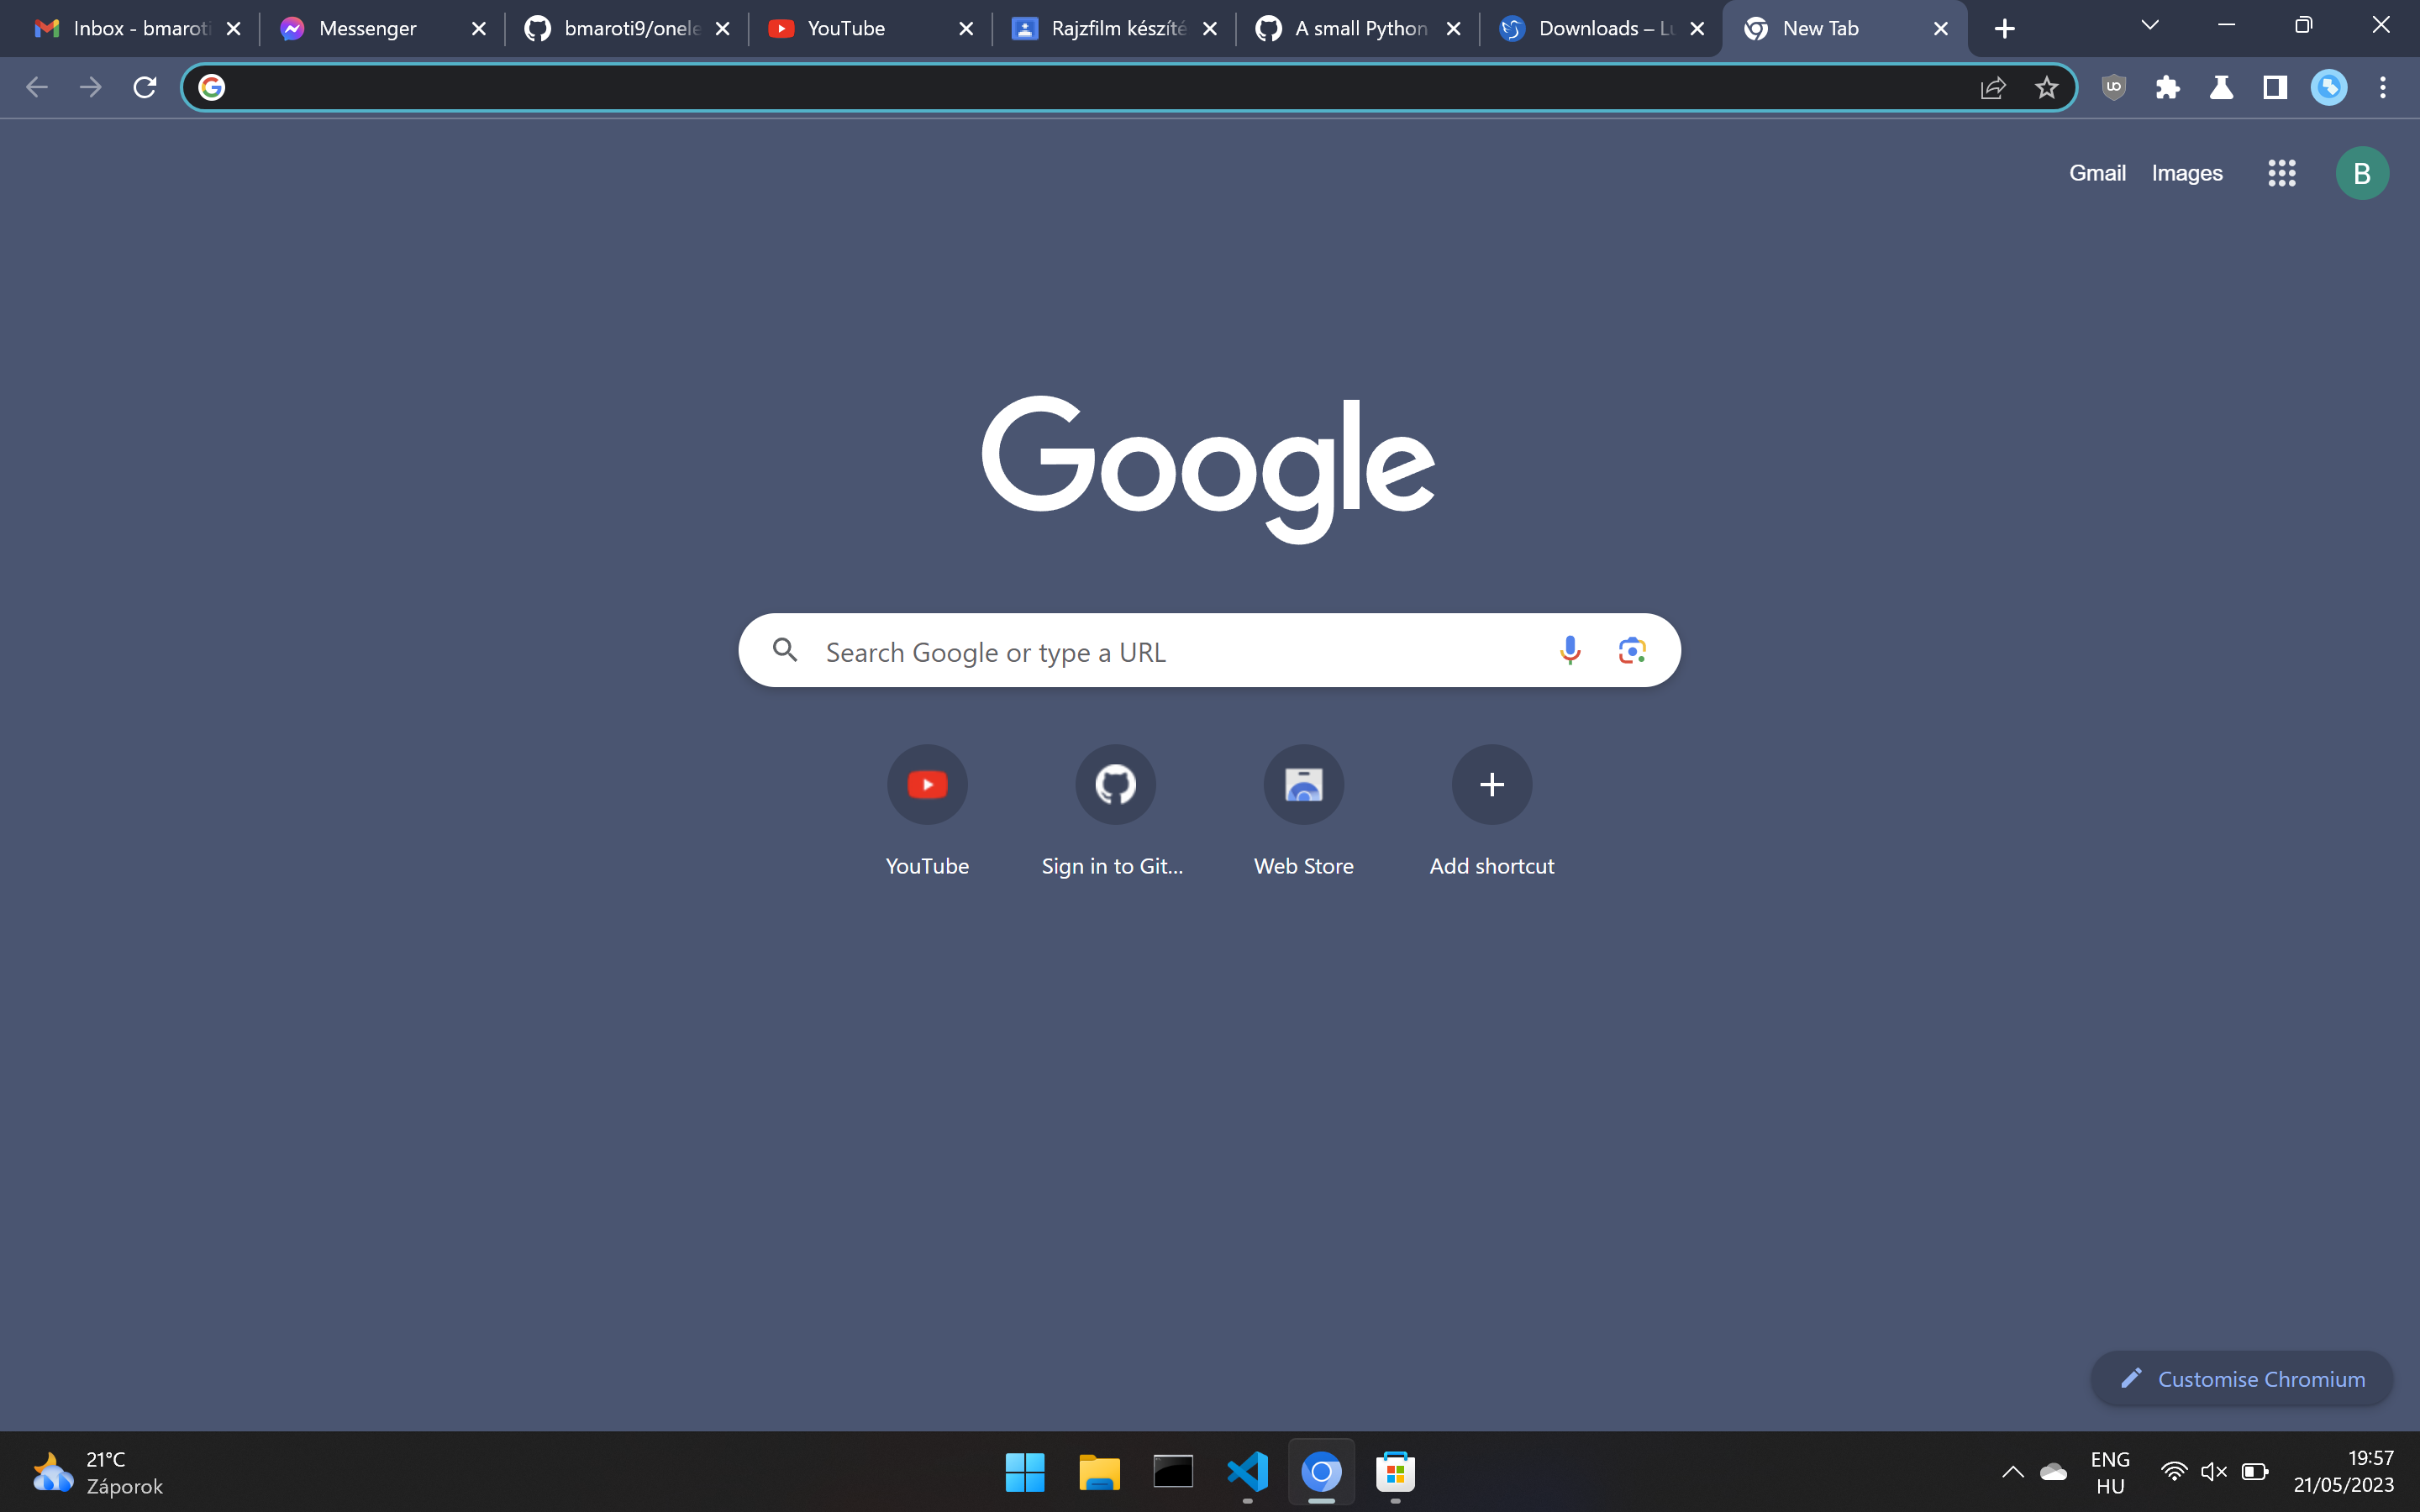 Inbox - bmaroti
Messenger
bmaroti9/onele
YouTube
Rajzfilm készíté
A small Python
Downloads – Lu
New Tab
Gmail
Images
B
Google
Search Google or type a URL
YouTube
Sign in to Git...
Web Store
Add shortcut
Customise Chromium
21°C
Záporok
ENG
HU
19:57
21/05/2023